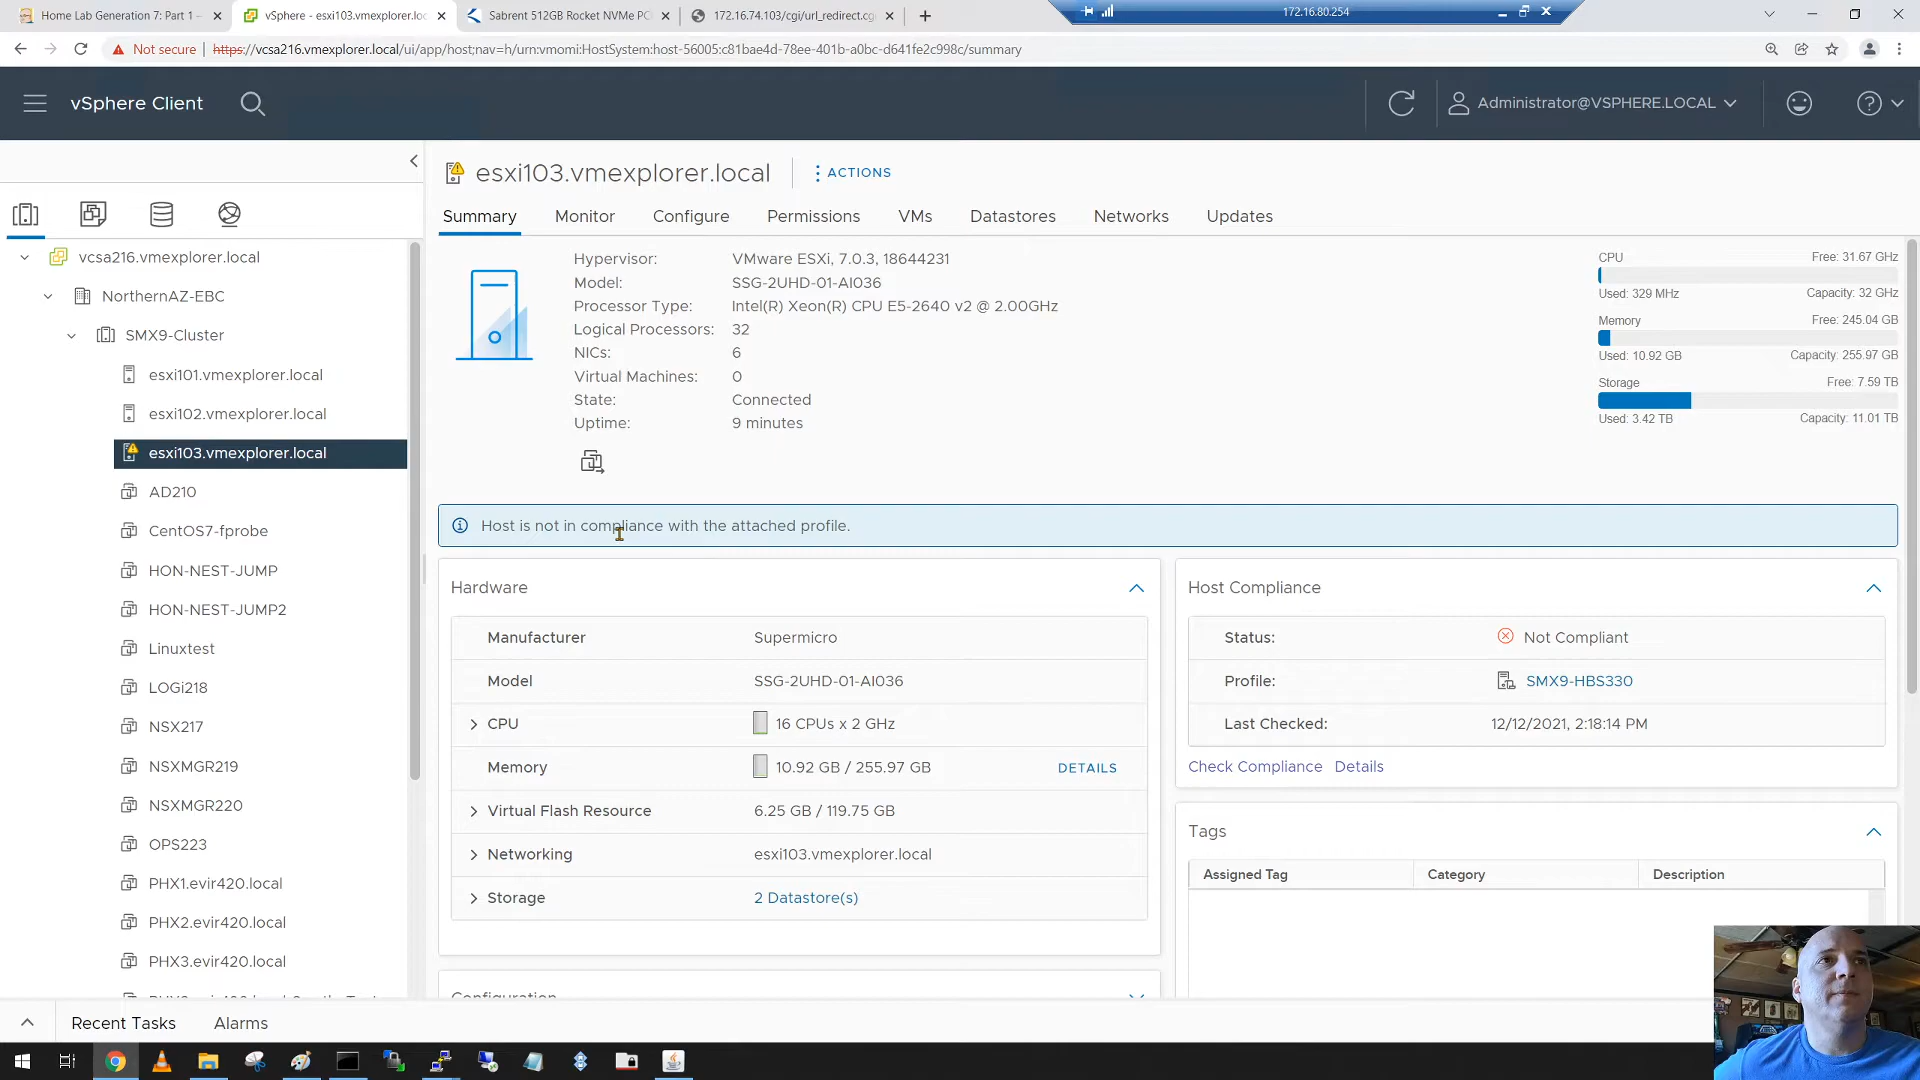 Home Lab Generation 7: Part 1 –
vSphere - esxi103.vmexplorer.loc
Sabrent 512GB Rocket NVMe PC
172.16.74.103/cgi/url_redirect.cg
172.16.80.254
Not secure
https://vcsa216.vmexplorer.local/ui/app/host;nav=h/urn:vmomi:HostSystem:host-56005:c81bae4d-78ee-401b-a0bc-d641fe2c998c/summary
vSphere Client
Administrator@VSPHERE.LOCAL
esxi103.vmexplorer.local
ACTIONS
Summary
Monitor
Configure
Permissions
VMs
Datastores
Networks
Updates
vcsa216.vmexplorer.local
NorthernAZ-EBC
SMX9-Cluster
esxi101.vmexplorer.local
esxi102.vmexplorer.local
esxi103.vmexplorer.local
AD210
CentOS7-fprobe
HON-NEST-JUMP
HON-NEST-JUMP2
Linuxtest
LOGi218
NSX217
NSXMGR219
NSXMGR220
OPS223
PHX1.evir420.local
PHX2.evir420.local
PHX3.evir420.local
Hypervisor: VMware ESXi, 7.0.3, 18644231
Model: SSG-2UHD-01-AI036
Processor Type: Intel(R) Xeon(R) CPU E5-2640 v2 @ 2.00GHz
Logical Processors: 32
NICs: 6
Virtual Machines: 0
State: Connected
Uptime: 9 minutes
CPU Free: 31.67 GHz
Used: 329 MHz Capacity: 32 GHz
Memory Free: 245.04 GB
Used: 10.92 GB Capacity: 255.97 GB
Storage Free: 7.59 TB
Used: 3.42 TB Capacity: 11.01 TB
Host is not in compliance with the attached profile.
Hardware
Manufacturer Supermicro
Model SSG-2UHD-01-AI036
CPU 16 CPUs x 2 GHz
Memory 10.92 GB / 255.97 GB DETAILS
Virtual Flash Resource 6.25 GB / 119.75 GB
Networking esxi103.vmexplorer.local
Storage 2 Datastore(s)
Configuration
Host Compliance
Status: Not Compliant
Profile: SMX9-HBS330
Last Checked: 12/12/2021, 2:18:14 PM
Check Compliance Details
Tags
Assigned Tag Category Description
Recent Tasks Alarms